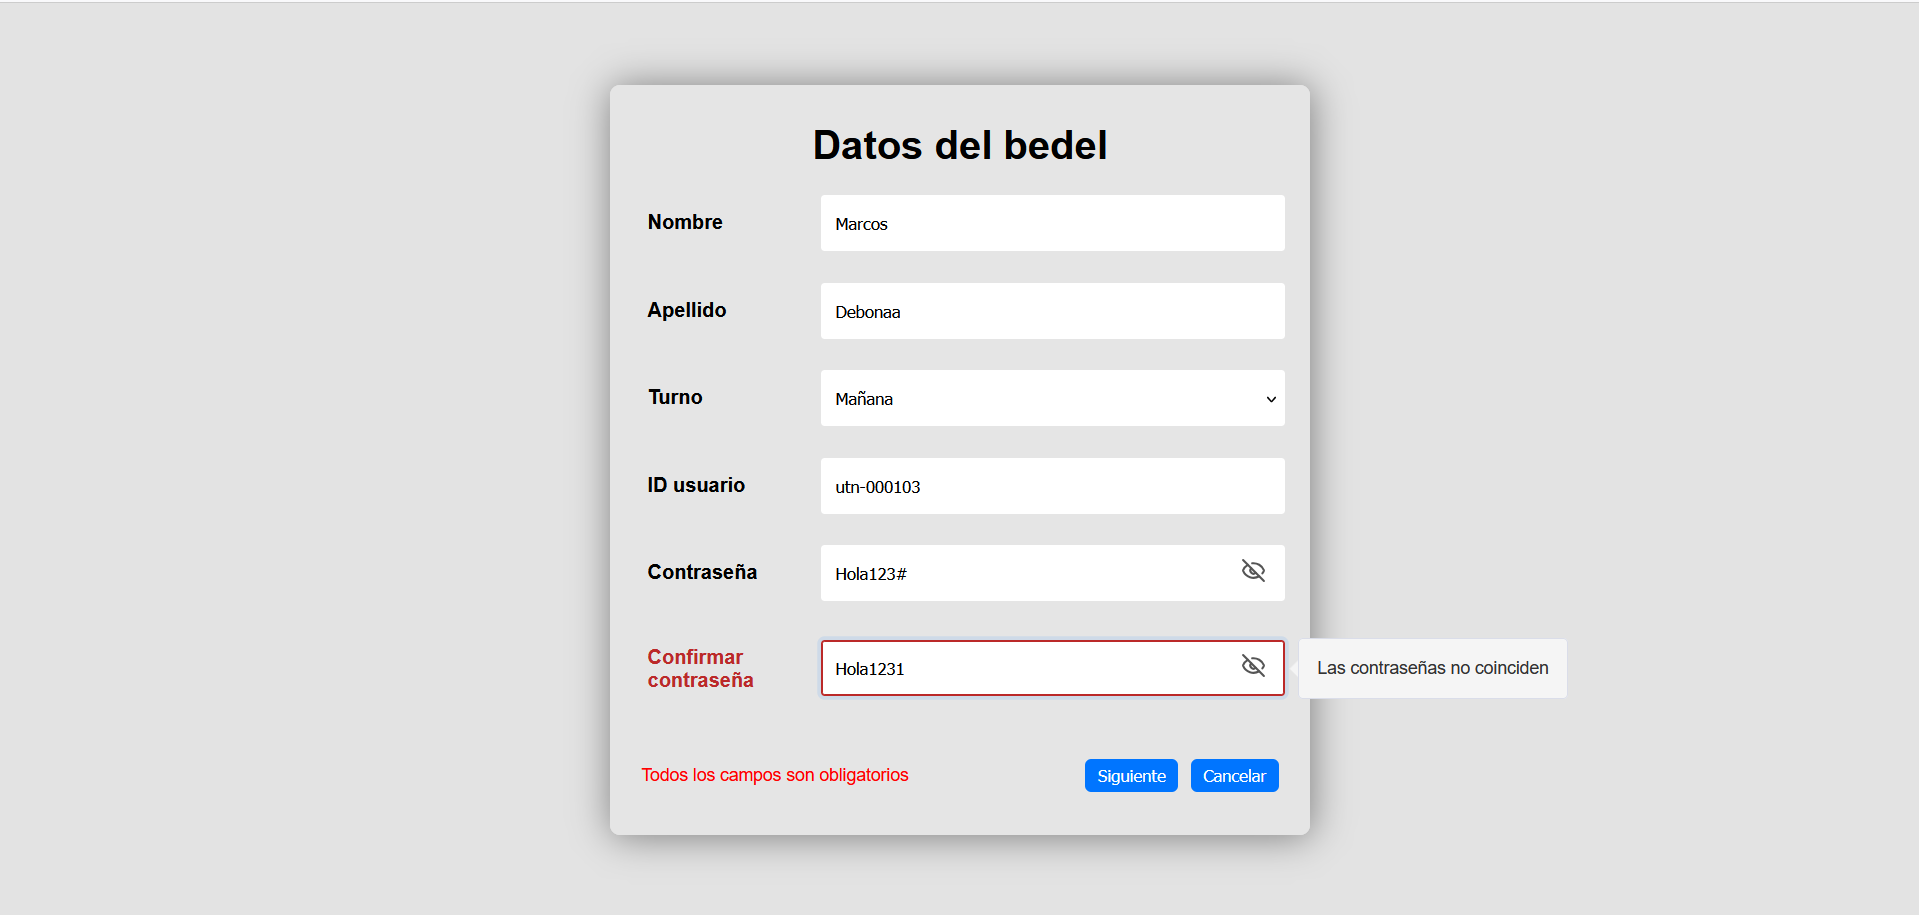 Datos del bedel
Nombre
Marcos
Apellido
Debonaa
Turno
Mañana
ID usuario
utn-000103
Contraseña
Hola123#
Confirmar
contraseña
Hola1231
Las contraseñas no coinciden
Todos los campos son obligatorios
Siguiente
Cancelar